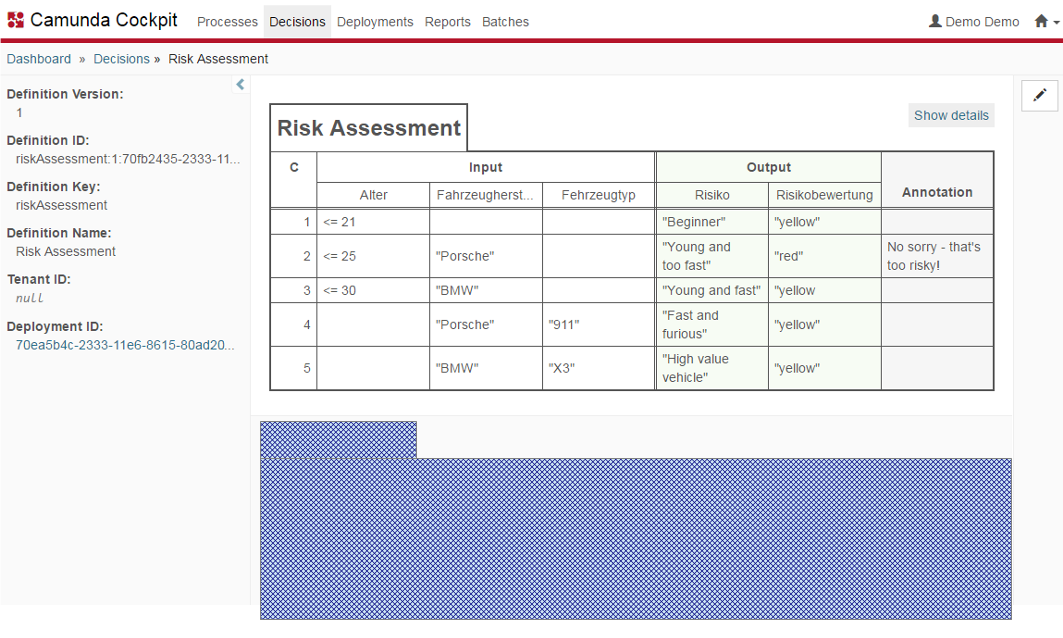 Camunda Cockpit Processes Decisions Deployments Reports Batches Demo Demo
Dashboard » Decisions » Risk Assessment
Definition Version:
1
Definition ID:
riskAssessment:1:70fb2435-2333-11...
Definition Key:
riskAssessment
Definition Name:
Risk Assessment
Tenant ID:
null
Deployment ID:
70ea5b4c-2333-11e6-8615-80ad20...
Show details
Risk Assessment
C Input Output Annotation
Alter Fahrzeugherst... Fehrzeugtyp Risiko Risikobewertung
1 <= 21 "Beginner" "yellow"
2 <= 25 "Porsche" "Young and too fast" "red" No sorry - that's too risky!
3 <= 30 "BMW" "Young and fast" "yellow
4 "Porsche" "911" "Fast and furious" "yellow"
5 "BMW" "X3" "High value vehicle" "yellow"